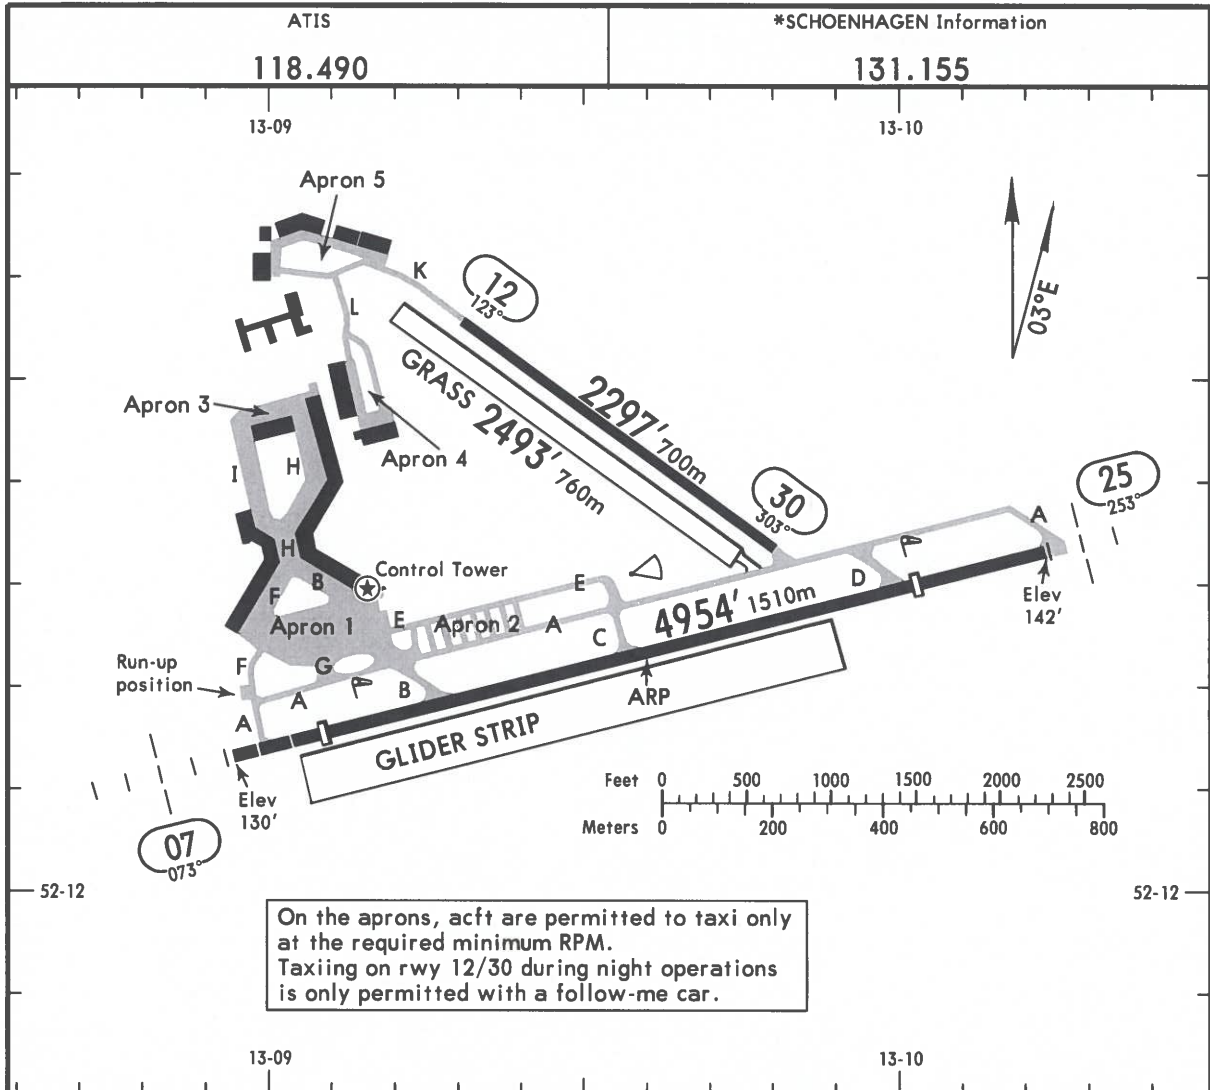 ATIS
118.490
*SCHOENHAGEN Information
131.155
13-09
13-10
Apron 5
K
12
123°
L
03°E
GRASS 2493' 760m
2297' 700m
Apron 3
Apron 4
I
H
30
303°
25
253°
A
H
B
Control Tower
F
E
D
Elev
142'
Apron 1
E
Apron 2
A
C
4954' 1510m
Run-up
position
F
G
A
B
ARP
A
GLIDER STRIP
Elev
130'
07
073°
Feet 0 500 1000 1500 2000 2500
Meters 0 200 400 600 800
52-12
52-12
On the aprons, acft are permitted to taxi only
at the required minimum RPM.
Taxiing on rwy 12/30 during night operations
is only permitted with a follow-me car.
13-09
13-10